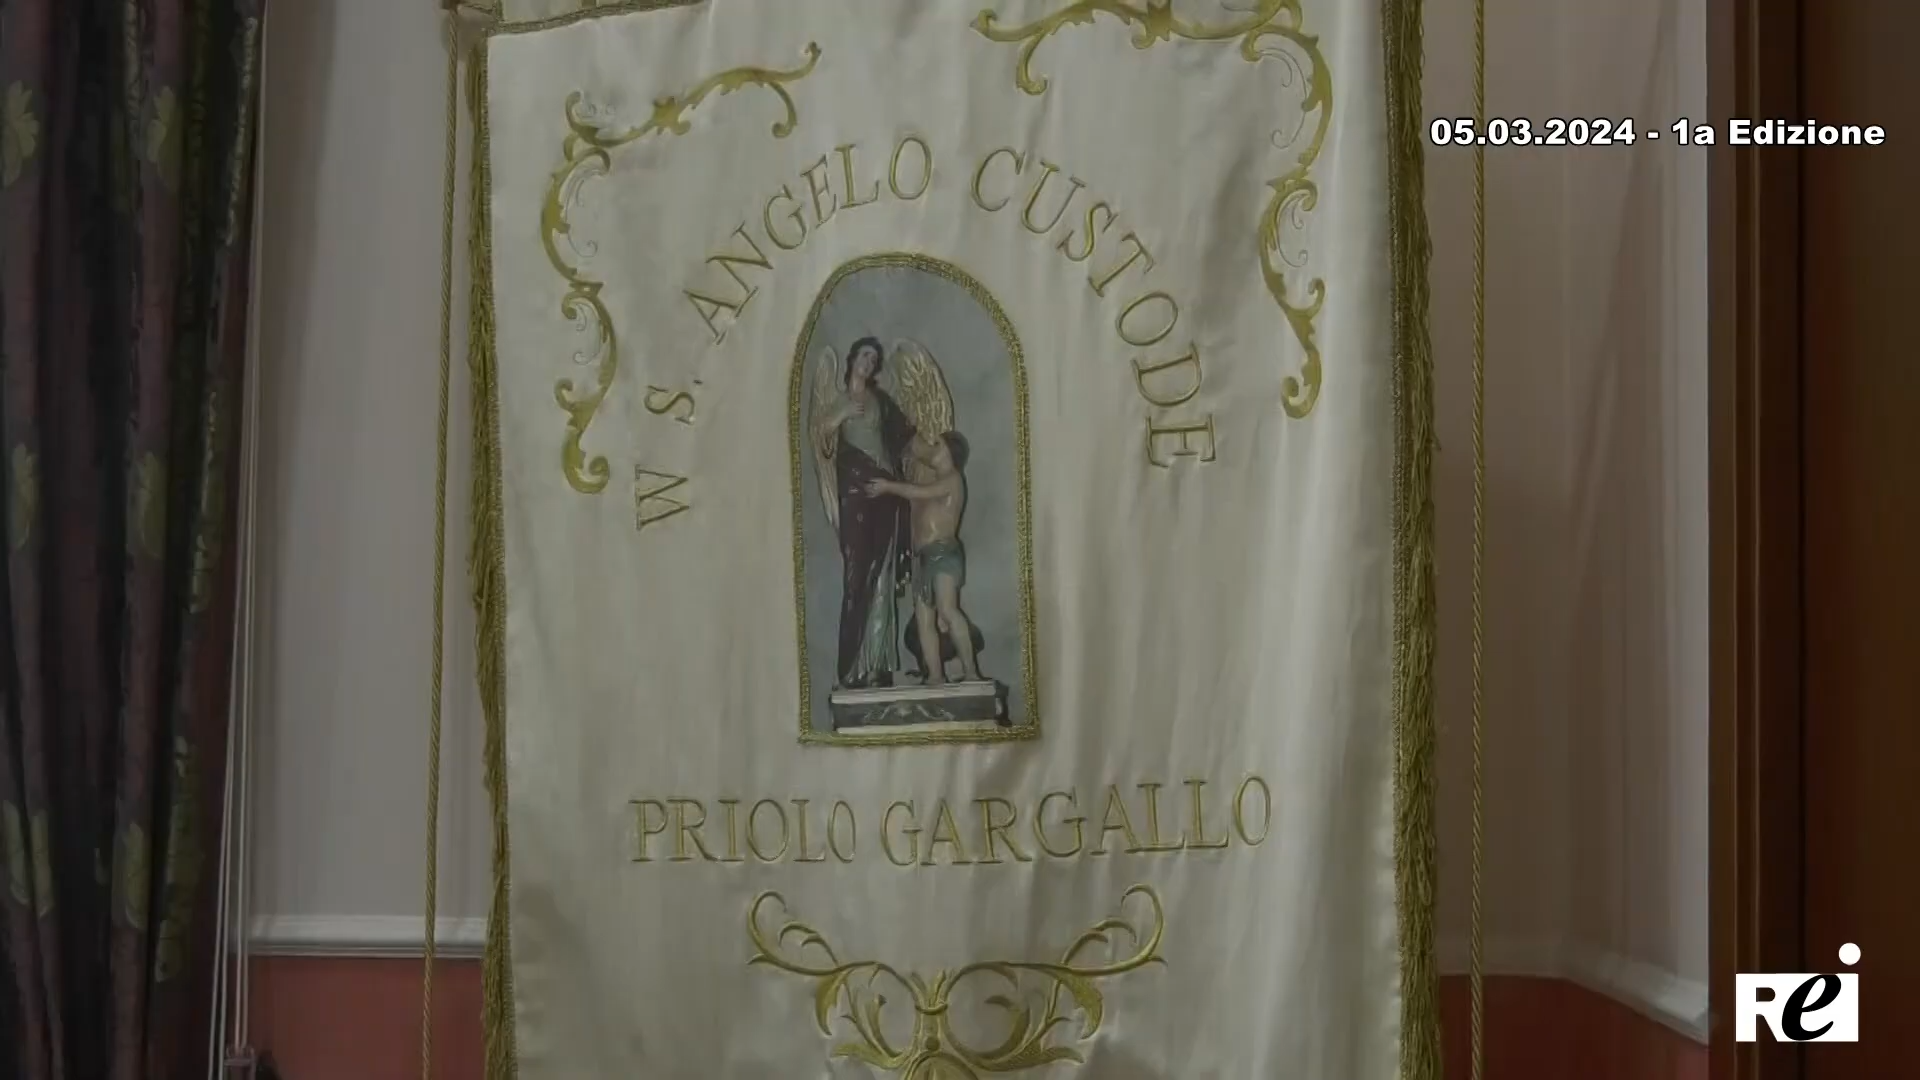 05.03.2024 - 1a Edizione
W S. ANGELO CUSTODE
PRIOLO GARGALLO
Rei